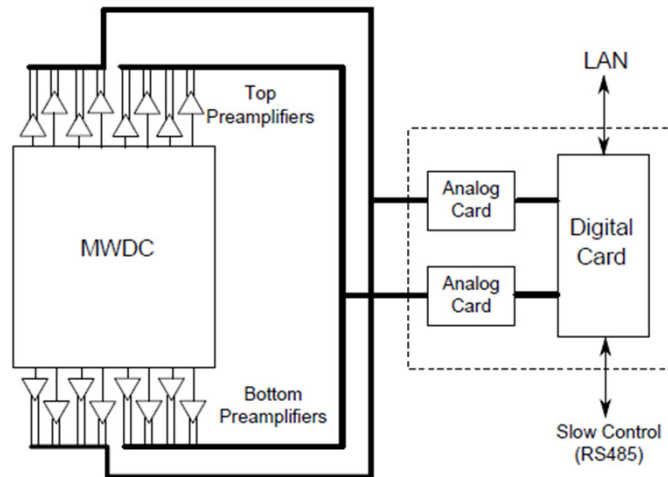 LAN
Top
Preamplifiers
Analog
Card
MWDC
Digital
Card
Analog
Card
Bottom
Preamplifiers
Slow Control
(RS485)